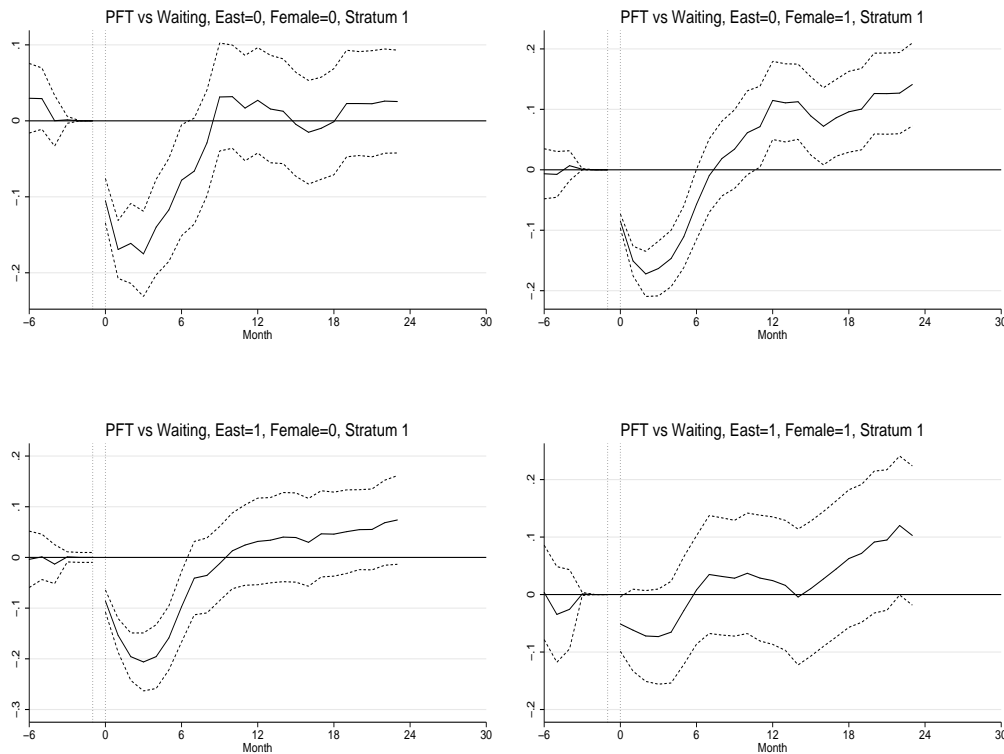 PFT vs Waiting, East=0, Female=0, Stratum 1
.1
0
-.1
-.2
-6 0 6 12 18 24 30
Month
PFT vs Waiting, East=0, Female=1, Stratum 1
.2
.1
0
-.1
-.2
-6 0 6 12 18 24 30
Month
PFT vs Waiting, East=1, Female=0, Stratum 1
.2
.1
0
-.1
-.2
-.3
-6 0 6 12 18 24 30
Month
PFT vs Waiting, East=1, Female=1, Stratum 1
.2
.1
0
-.1
-.2
-6 0 6 12 18 24 30
Month